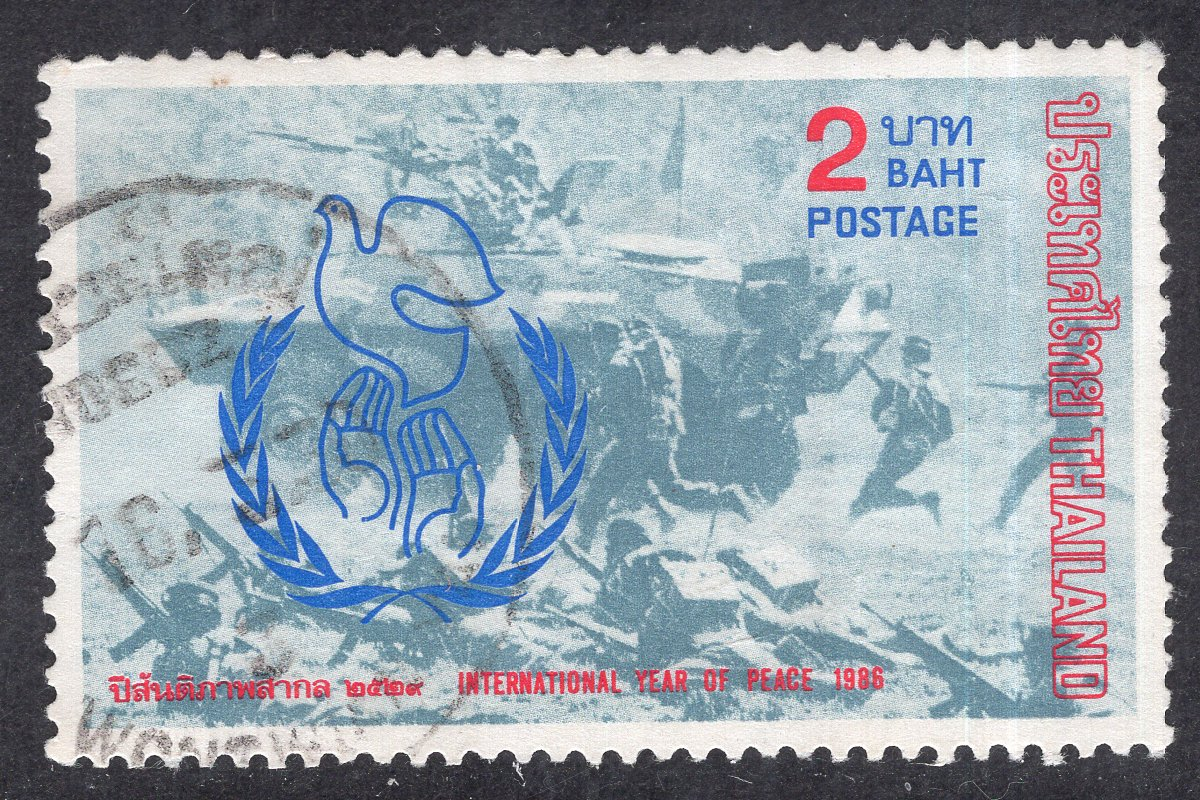 2 บาท
BAHT
POSTAGE
ประเทศไทย THAILAND
ปีสันติภาพสากล ๒๕๒๙ INTERNATIONAL YEAR OF PEACE 1986